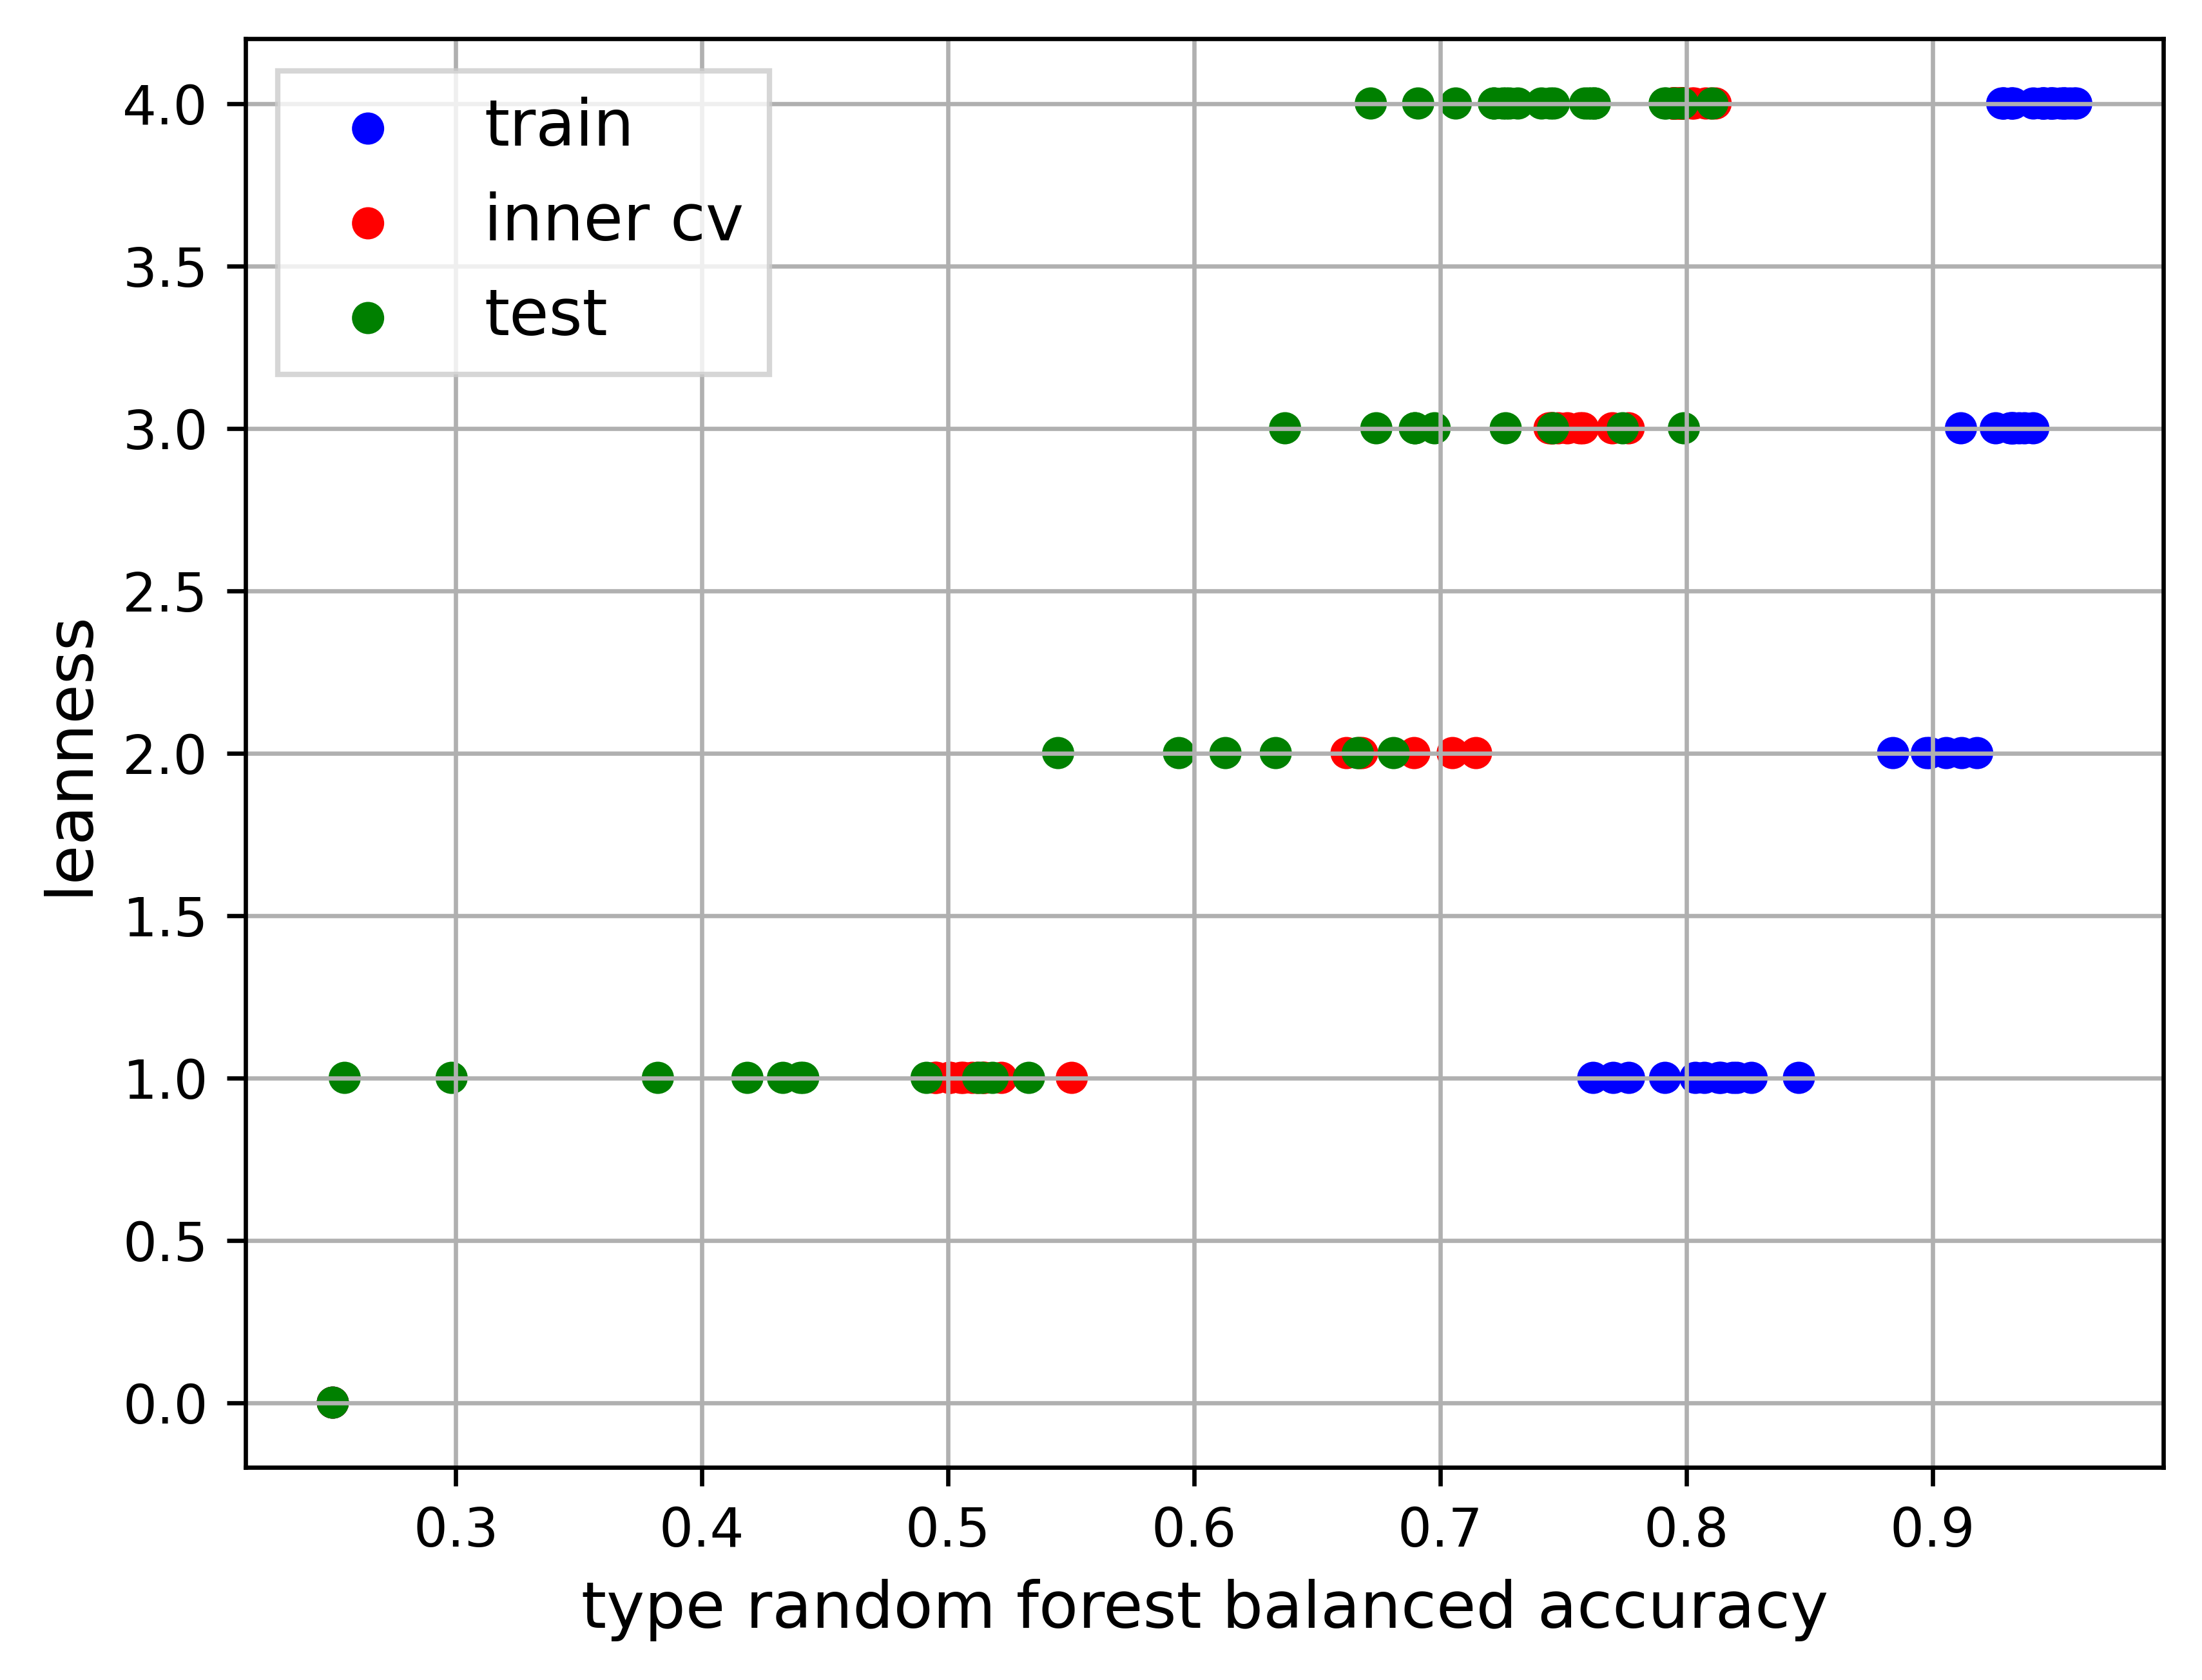 train
inner cv
test
4.0
3.5
3.0
2.5
2.0
1.5
1.0
0.5
0.0
leanness
0.3 0.4 0.5 0.6 0.7 0.8 0.9
type random forest balanced accuracy